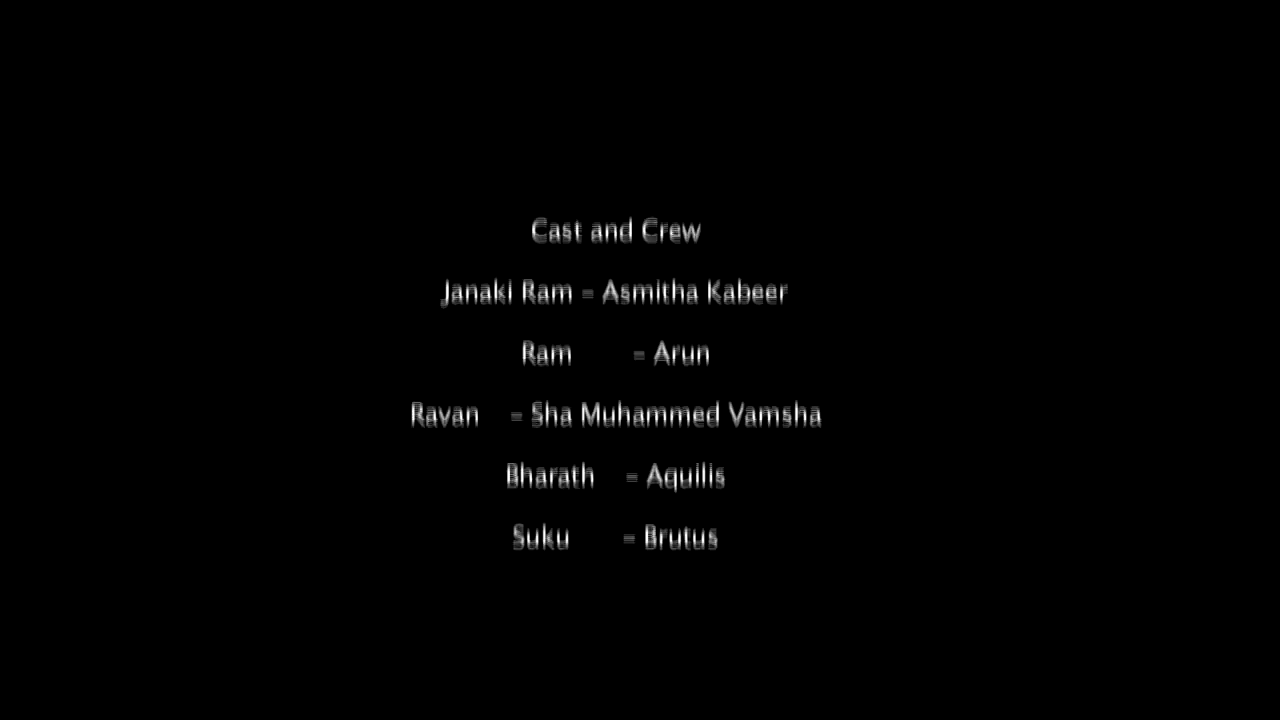 Cast and Crew
Janaki Ram - Asmitha Kabeer
Ram - Arun
Ravan - Sha Muhammed Vamsha
Bharath - Aquilis
Suku - Brutus